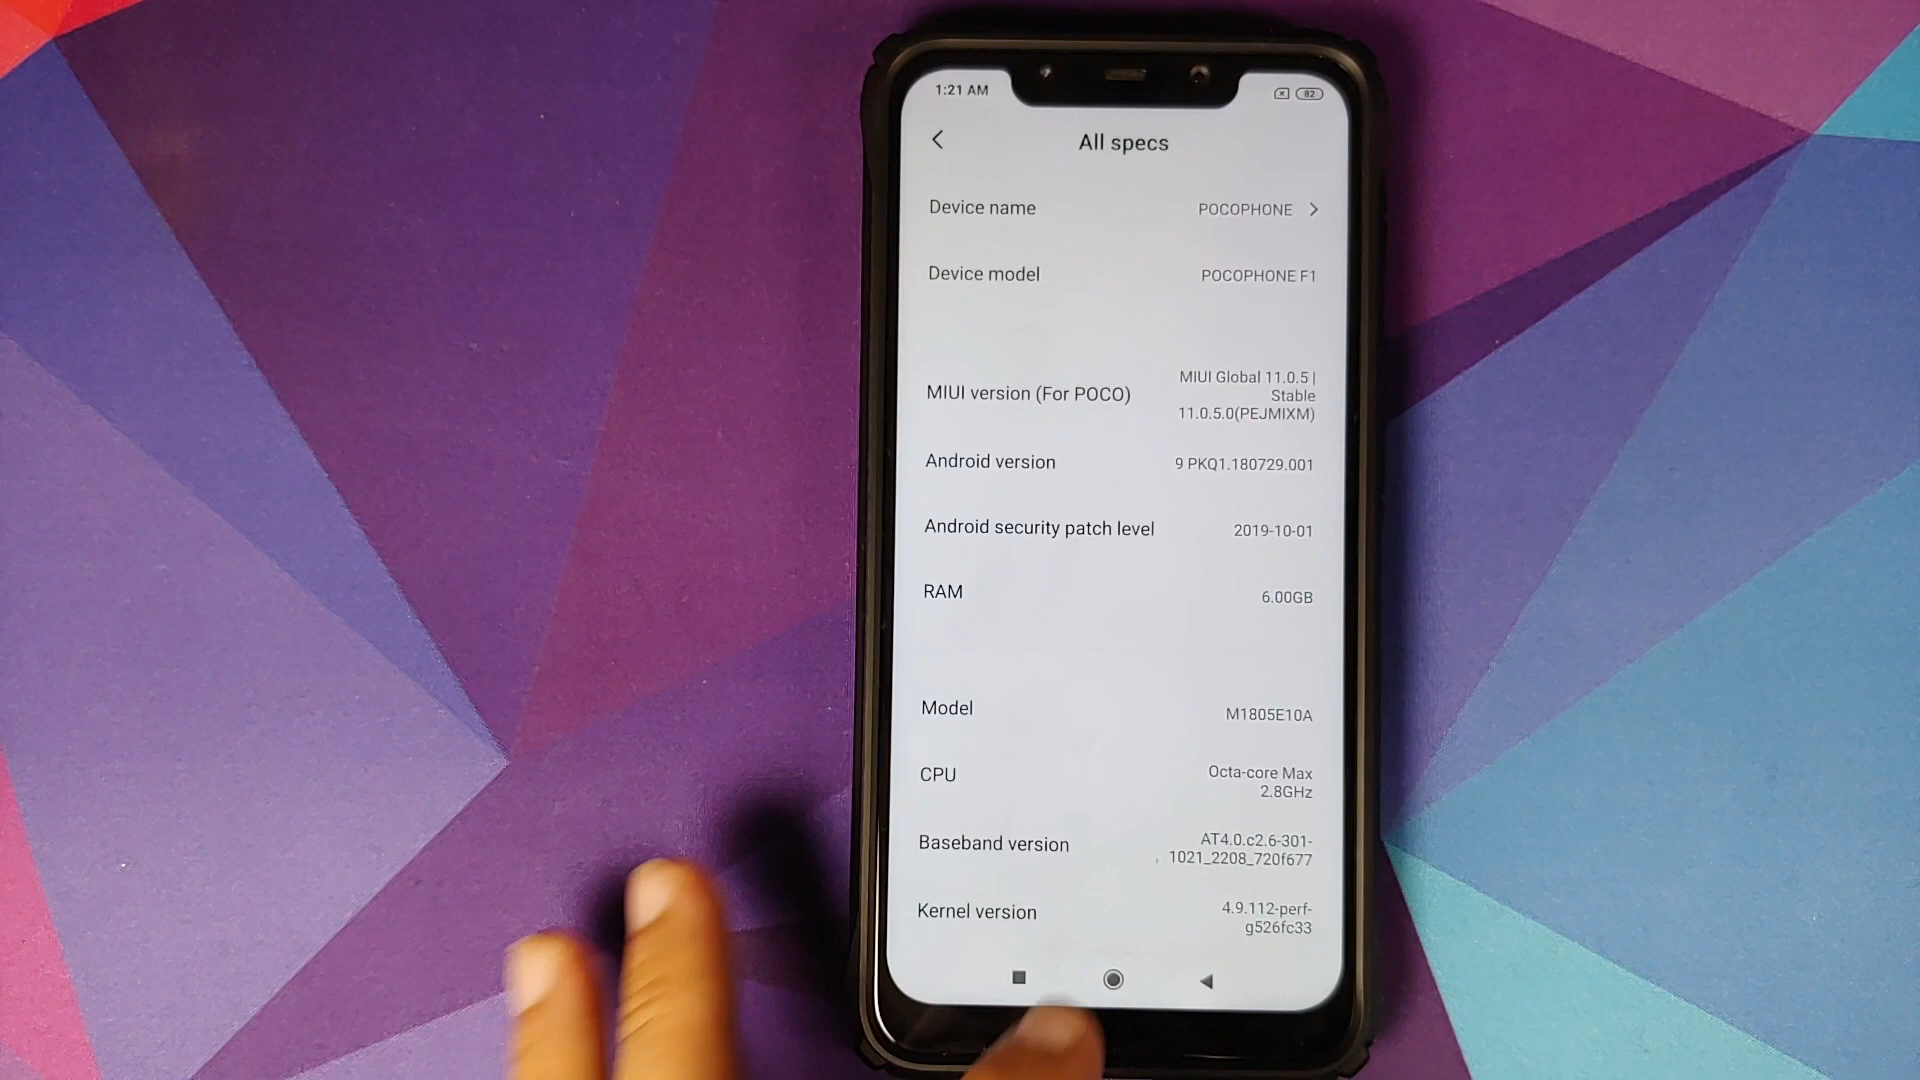 1:21 AM
82
All specs
Device name
POCOPHONE
Device model
POCOPHONE F1
MIUI version (For POCO)
MIUI Global 11.0.5 |
Stable
11.0.5.0(PEJMIXM)
Android version
9 PKQ1.180729.001
Android security patch level
2019-10-01
RAM
6.00GB
Model
M1805E10A
CPU
Octa-core Max
2.8GHz
Baseband version
AT4.0.c2.6-301-
1021_2208_720f677
Kernel version
4.9.112-perf-
g526fc33